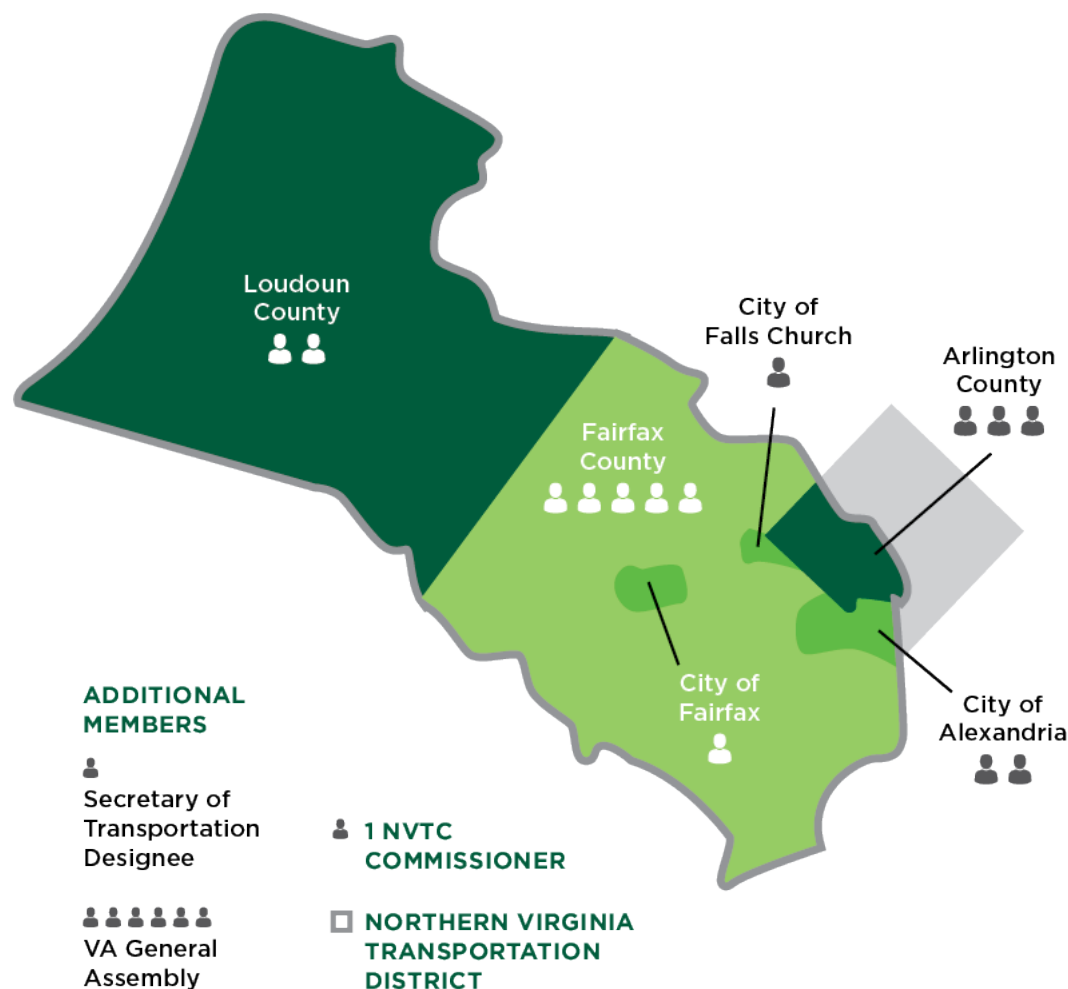 Loudoun
County
City of
Falls Church
Arlington
County
Fairfax
County
City of
Fairfax
City of
Alexandria
ADDITIONAL
MEMBERS
Secretary of
Transportation
Designee
VA General
Assembly
1 NVTC
COMMISSIONER
NORTHERN VIRGINIA
TRANSPORTATION
DISTRICT